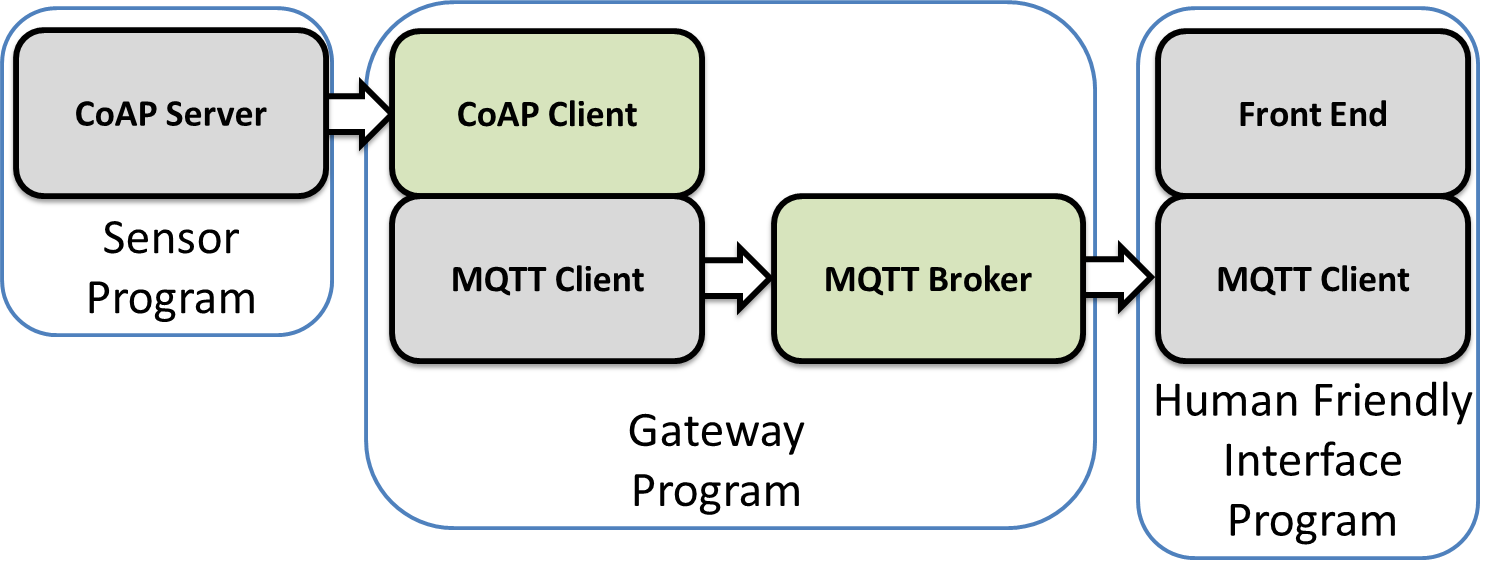 CoAP Server
Sensor
Program
CoAP Client
MQTT Client
MQTT Broker
Gateway
Program
Front End
MQTT Client
Human Friendly
Interface
Program